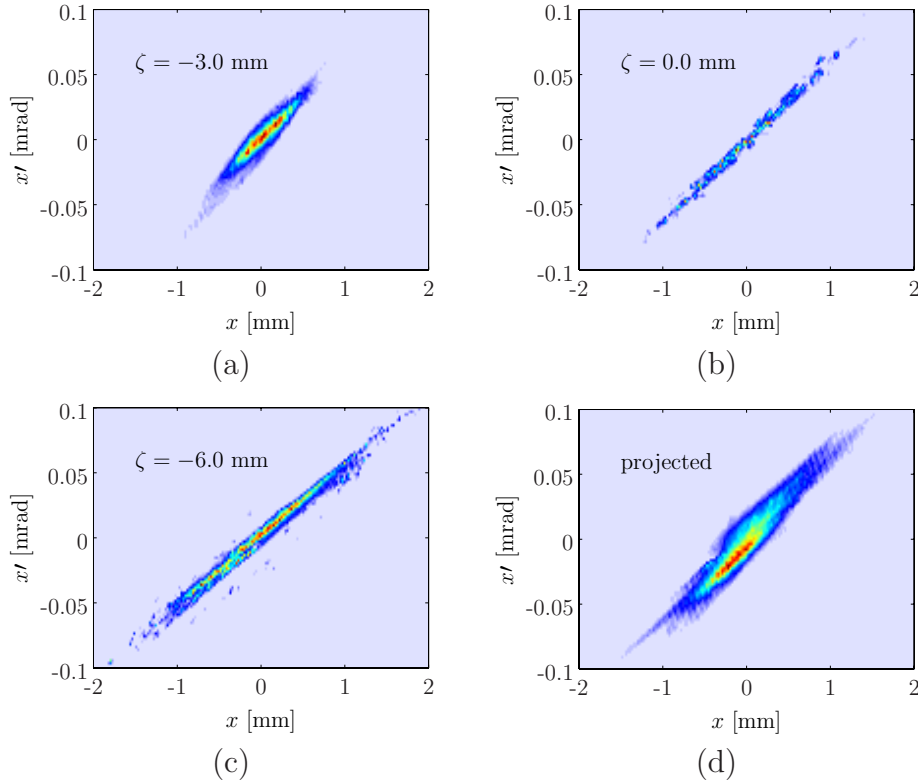 0.1
0.05
0
-0.05
-0.1
x′ [mrad]
ζ = −3.0 mm
-2 -1 0 1 2
x [mm]
(a)
0.1
0.05
0
-0.05
-0.1
x′ [mrad]
ζ = 0.0 mm
-2 -1 0 1 2
x [mm]
(b)
0.1
0.05
0
-0.05
-0.1
x′ [mrad]
ζ = −6.0 mm
-2 -1 0 1 2
x [mm]
(c)
0.1
0.05
0
-0.05
-0.1
x′ [mrad]
projected
-2 -1 0 1 2
x [mm]
(d)